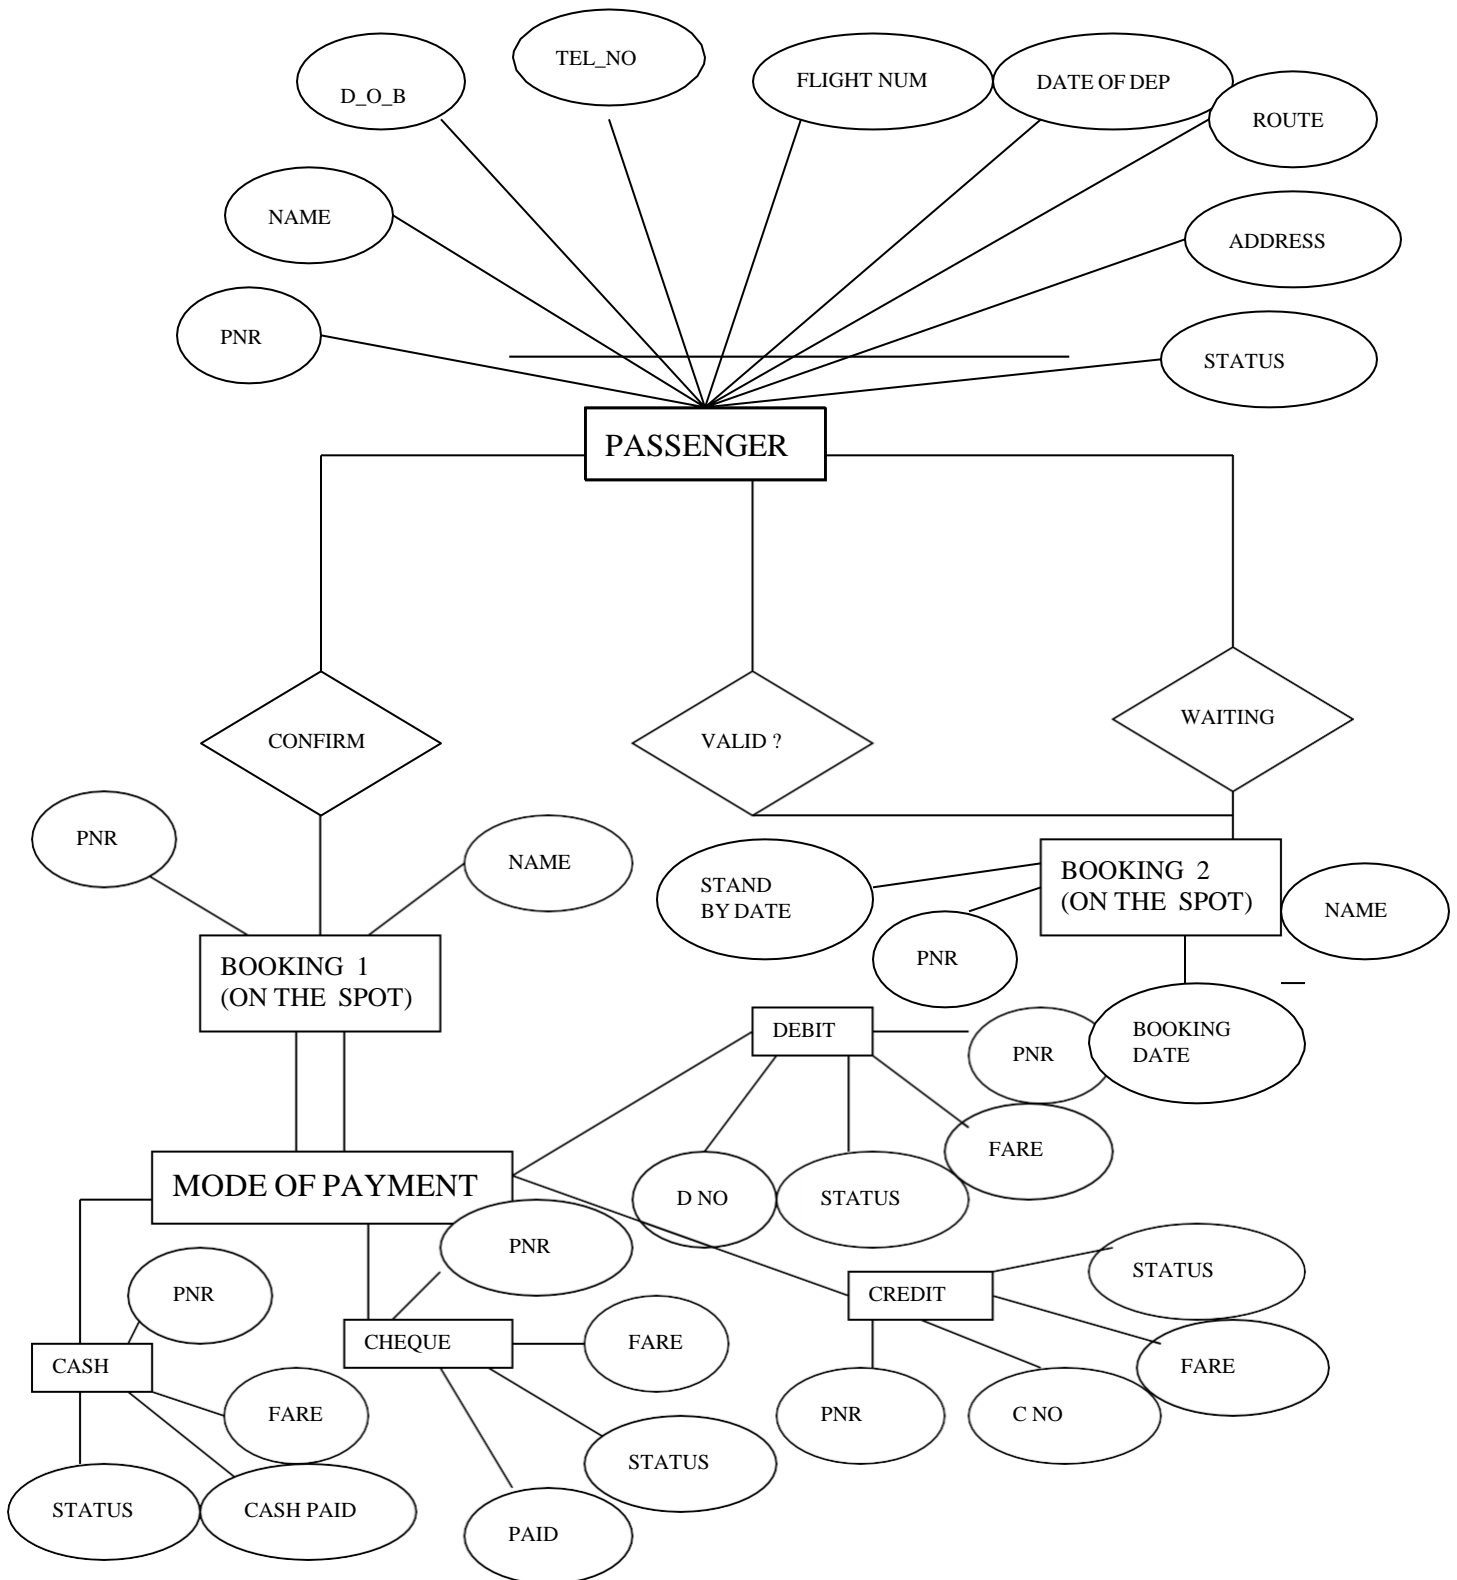 TEL_NO
FLIGHT NUM
DATE OF DEP
D_O_B
ROUTE
NAME
ADDRESS
PNR
STATUS
PASSENGER
CONFIRM
VALID ?
WAITING
PNR
NAME
STAND
BY DATE
BOOKING 2
(ON THE SPOT)
NAME
PNR
BOOKING 1
(ON THE SPOT)
DEBIT
PNR
BOOKING
DATE
FARE
MODE OF PAYMENT
D NO
STATUS
PNR
STATUS
PNR
CREDIT
CASH
CHEQUE
FARE
FARE
FARE
PNR
C NO
STATUS
STATUS
CASH PAID
PAID